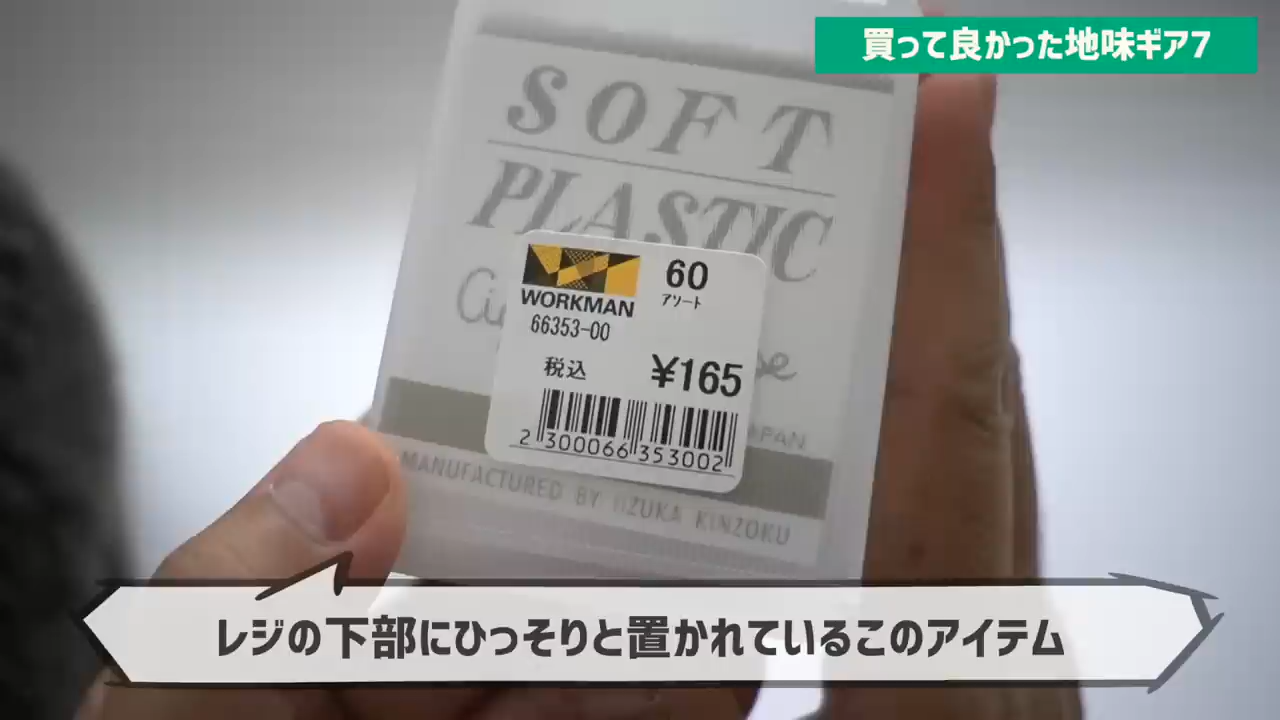 買って良かった地味ギア7
SOFT
PLASTIC
WORKMAN
60
アソート
66353-00
税込 ¥165
2 300066 353002
MANUFACTURED BY IIZUKA KINZOKU
レジの下部にひっそりと置かれているこのアイテム